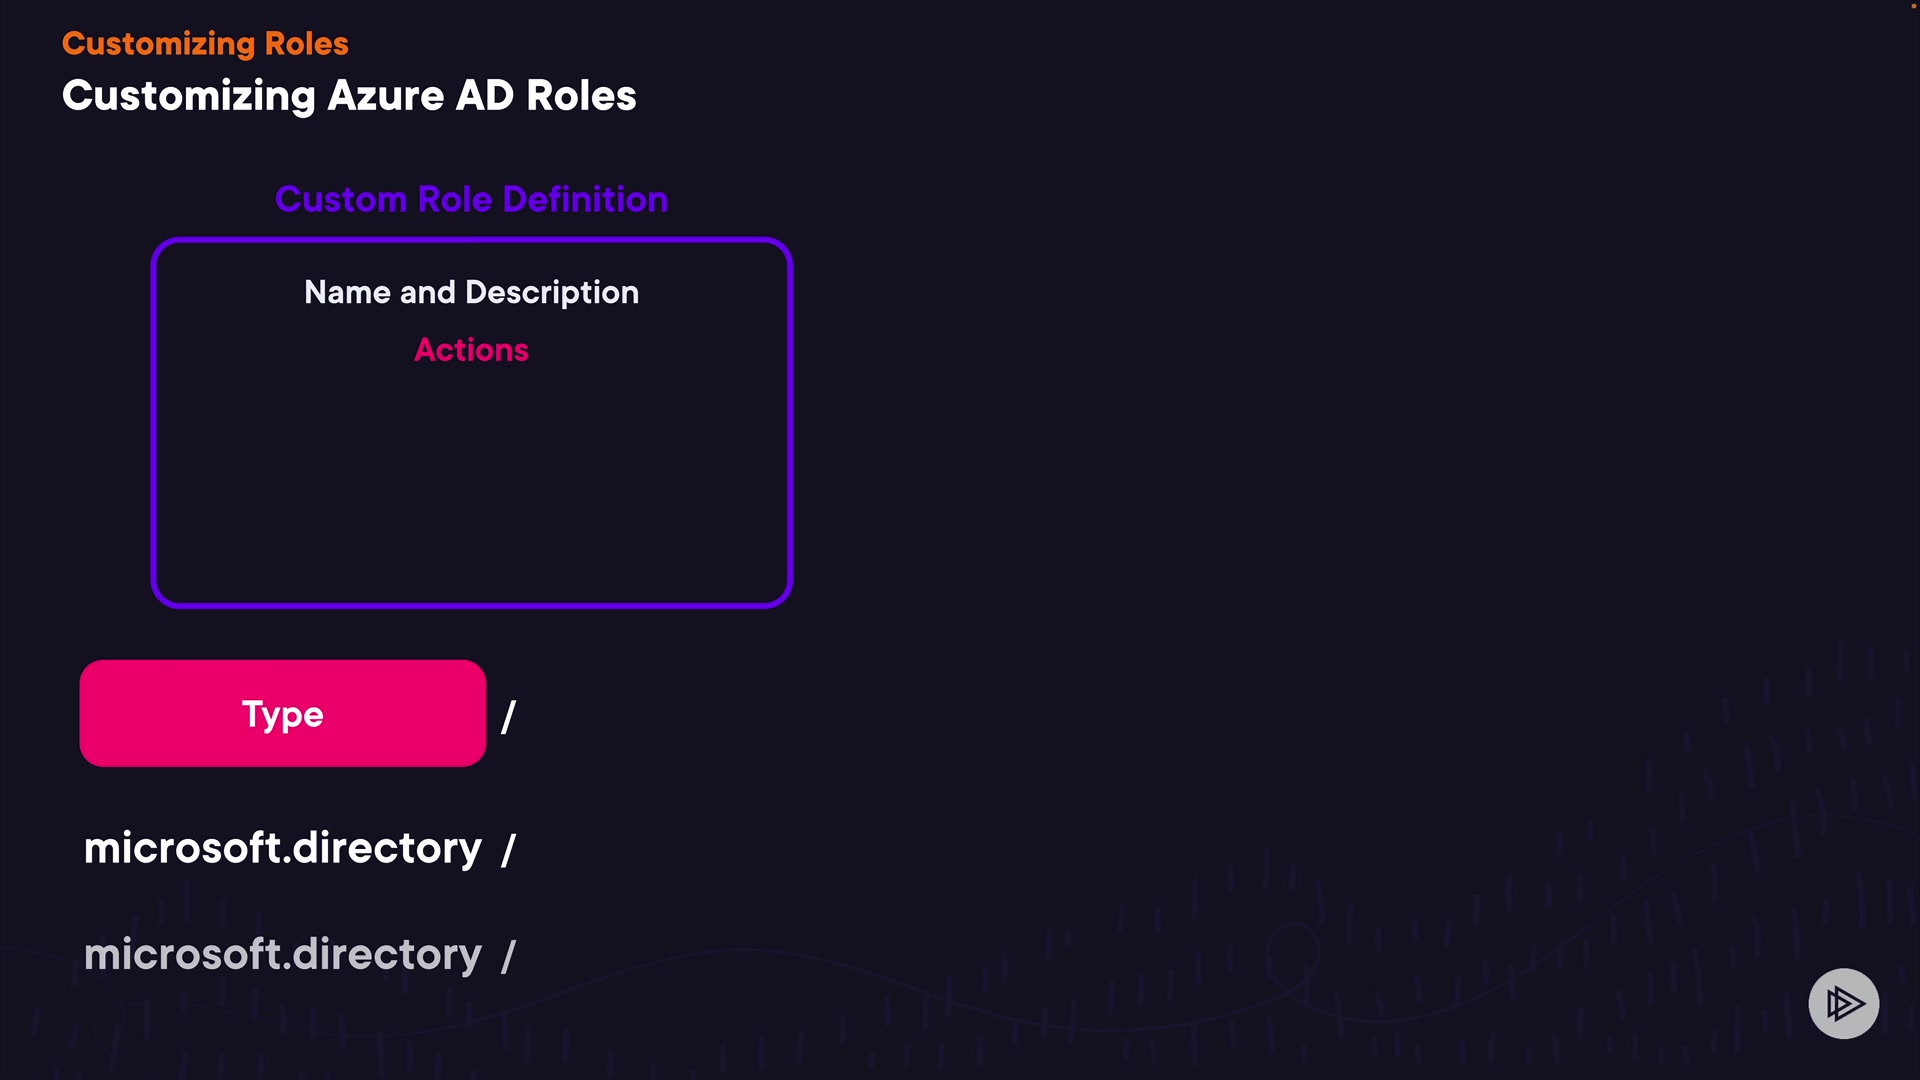 Customizing Roles
Customizing Azure AD Roles
Custom Role Definition
Name and Description
Actions
Type /
microsoft.directory /
microsoft.directory /